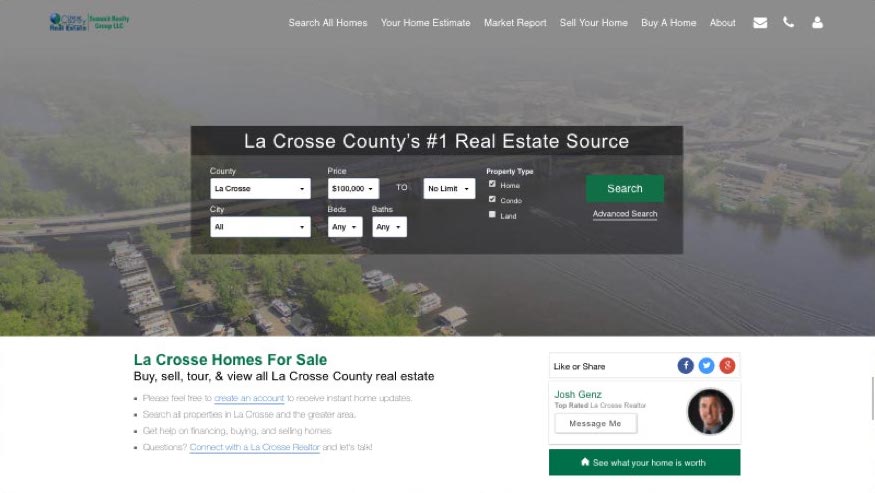 Real Estate
Summit Realty
Group LLC
Search All Homes Your Home Estimate Market Report Sell Your Home Buy A Home About
La Crosse County's #1 Real Estate Source
County Price Property Type
La Crosse $100,000 TO No Limit Home
Search
Condo
City Beds Baths Land
Advanced Search
All Any Any
La Crosse Homes For Sale
Buy, sell, tour, & view all La Crosse County real estate
Please feel free to create an account to receive instant home updates.
Search all properties in La Crosse and the greater area.
Get help on financing, buying, and selling homes.
Questions? Connect with a La Crosse Realtor and let's talk!
Like or Share
Josh Genz
Top Rated La Crosse Realtor
Message Me
See what your home is worth